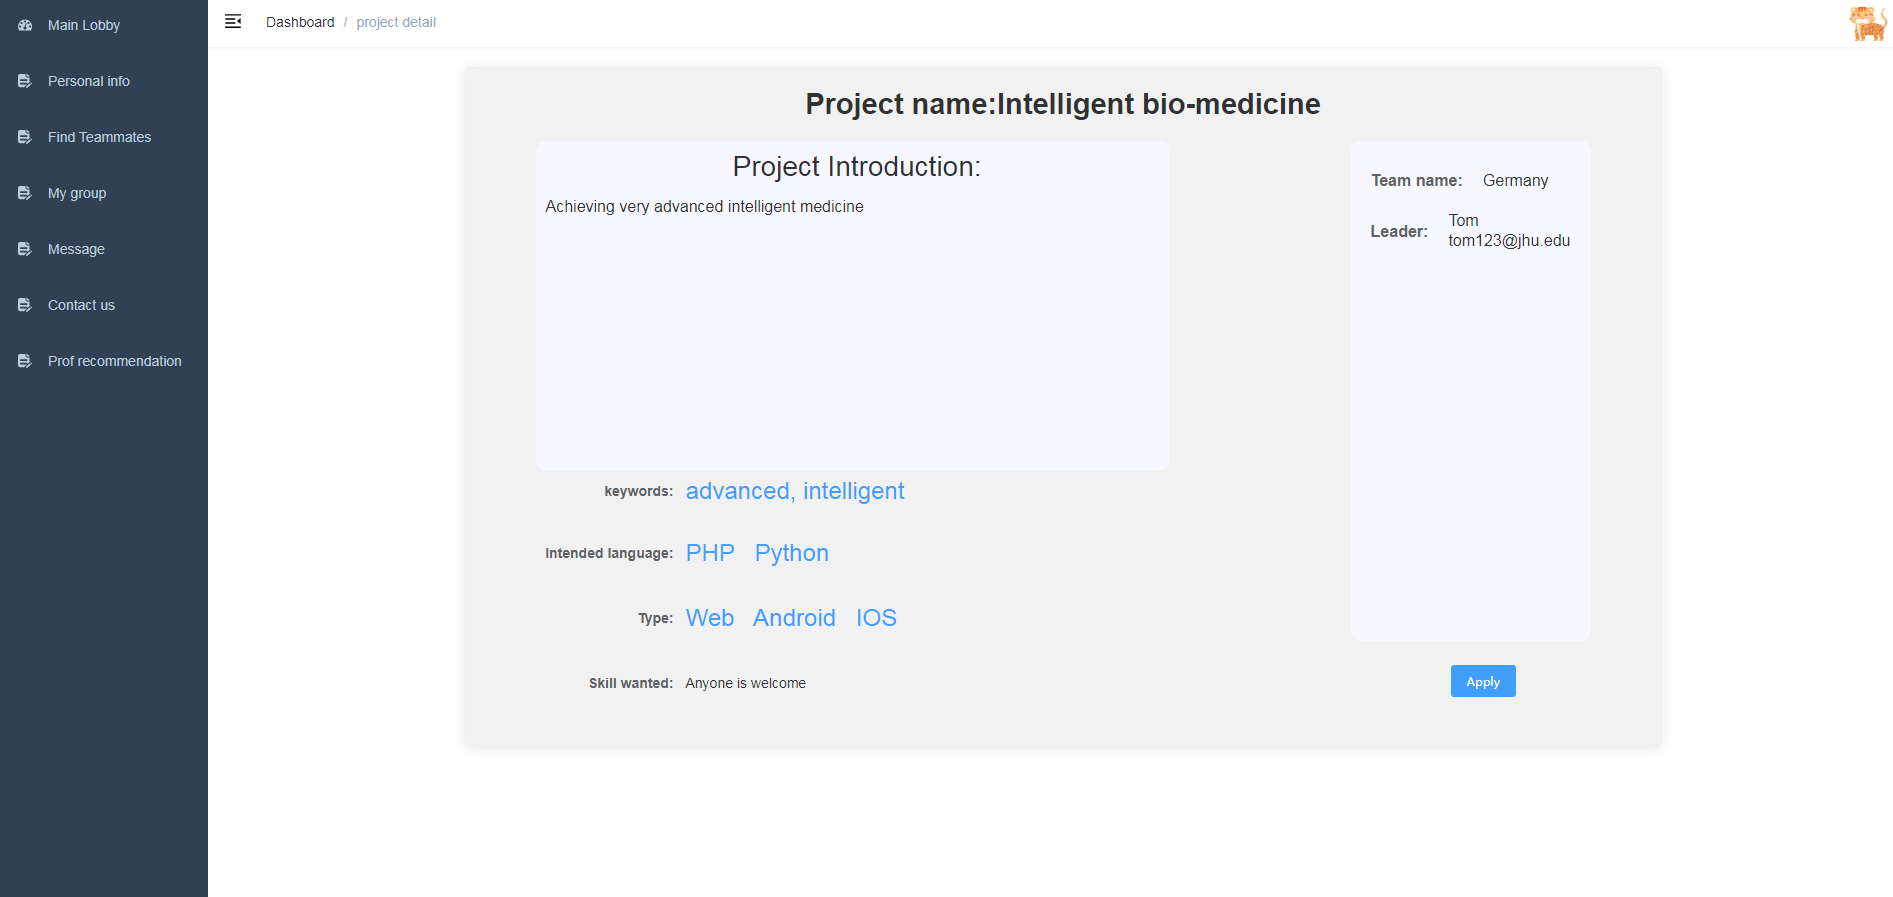 Main Lobby
Personal info
Find Teammates
My group
Message
Contact us
Prof recommendation
Dashboard / project detail
Project name:Intelligent bio-medicine
Project Introduction:
Achieving very advanced intelligent medicine
keywords: advanced, intelligent
Intended language: PHP Python
Type: Web Android IOS
Skill wanted: Anyone is welcome
Team name: Germany
Leader: Tom
tom123@jhu.edu
Apply